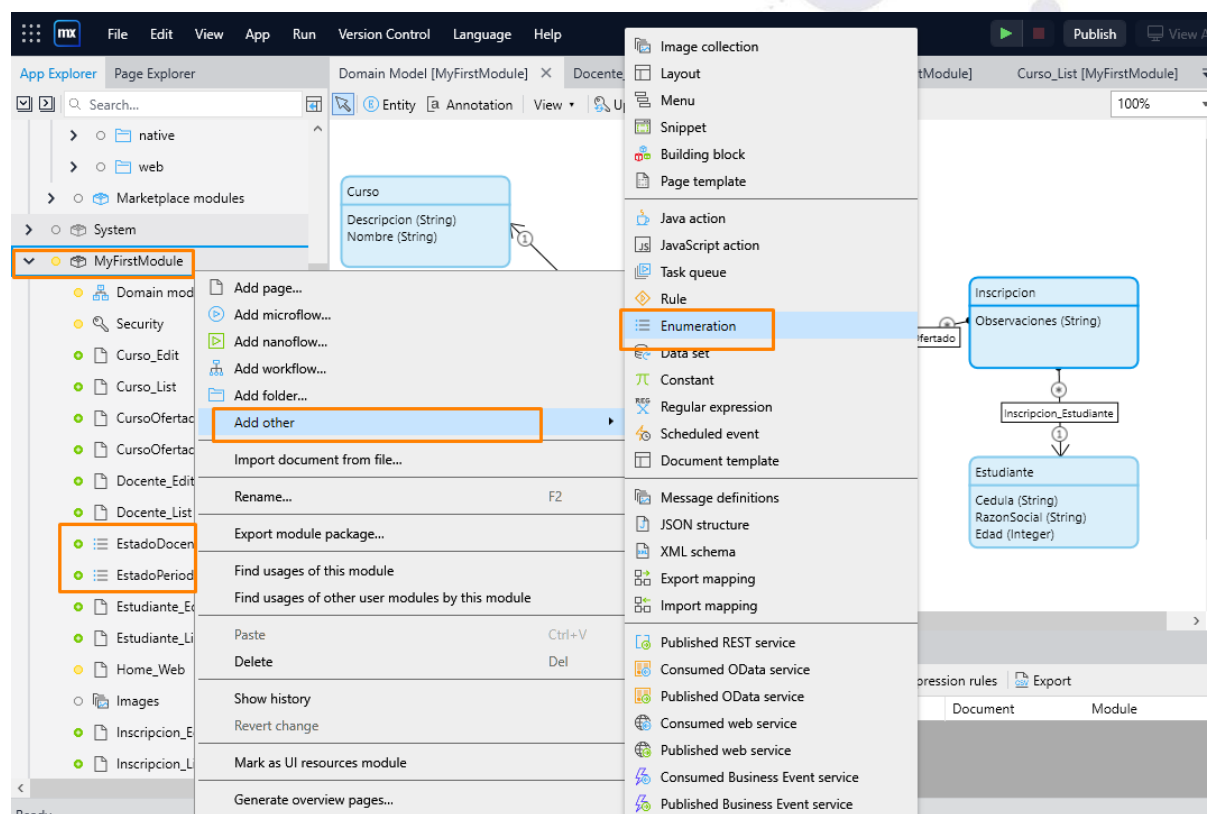 mx File Edit View App Run Version Control Language Help Publish View
App Explorer Page Explorer
Domain Model [MyFirstModule] Docente_ Curso_List [MyFirstModule]
Search...
Entity Annotation View 100%
native
web
Marketplace modules
System
MyFirstModule
Domain mod
Security
Curso_Edit
Curso_List
CursoOfertac
CursoOfertac
Docente_Edit
Docente_List
EstadoDocen
EstadoPeriod
Estudiante_Ed
Estudiante_Li
Home_Web
Images
Inscripcion_E
Inscripcion_Li
Curso
Descripcion (String)
Nombre (String)
1
Add page...
Add microflow...
Add nanoflow...
Add workflow...
Add folder...
Add other
Import document from file...
Rename... F2
Export module package...
Find usages of this module
Find usages of other user modules by this module
Paste Ctrl+V
Delete Del
Show history
Revert change
Mark as UI resources module
Generate overview pages...
Image collection
Layout
Menu
Snippet
Building block
Page template
Java action
JavaScript action
Task queue
Rule
Enumeration
Data set
Constant
Regular expression
Scheduled event
Document template
Message definitions
JSON structure
XML schema
Export mapping
Import mapping
Published REST service
Consumed OData service
Published OData service
Consumed web service
Published web service
Consumed Business Event service
Published Business Event service
Inscripcion
Observaciones (String)
Inscripcion_Estudiante
1
Estudiante
Cedula (String)
RazonSocial (String)
Edad (Integer)
pression rules Export
Document Module